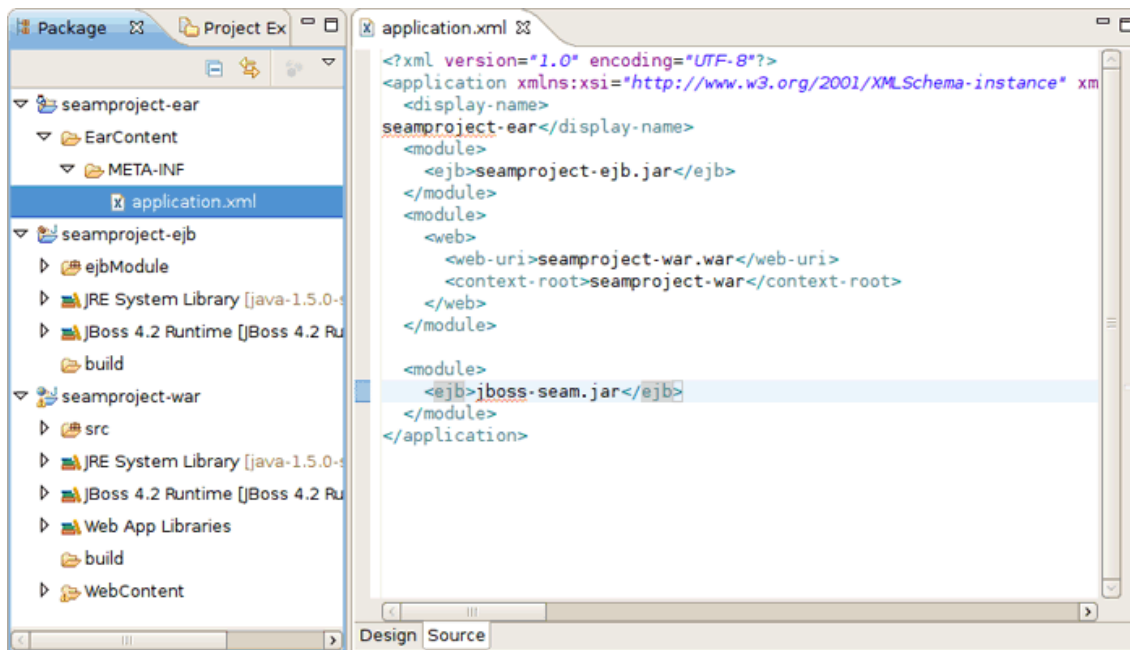 Package
Project Ex
seamproject-ear
EarContent
META-INF
application.xml
seamproject-ejb
ejbModule
JRE System Library [java-1.5.0-s
JBoss 4.2 Runtime [JBoss 4.2 Ru
build
seamproject-war
src
JRE System Library [java-1.5.0-s
JBoss 4.2 Runtime [JBoss 4.2 Ru
Web App Libraries
build
WebContent
application.xml
<?xml version="1.0" encoding="UTF-8"?>
<application xmlns:xsi="http://www.w3.org/2001/XMLSchema-instance" xm
<display-name>
seamproject-ear</display-name>
<module>
<ejb>seamproject-ejb.jar</ejb>
</module>
<module>
<web>
<web-uri>seamproject-war.war</web-uri>
<context-root>seamproject-war</context-root>
</web>
</module>
<module>
<ejb>jboss-seam.jar</ejb>
</module>
</application>
Design Source